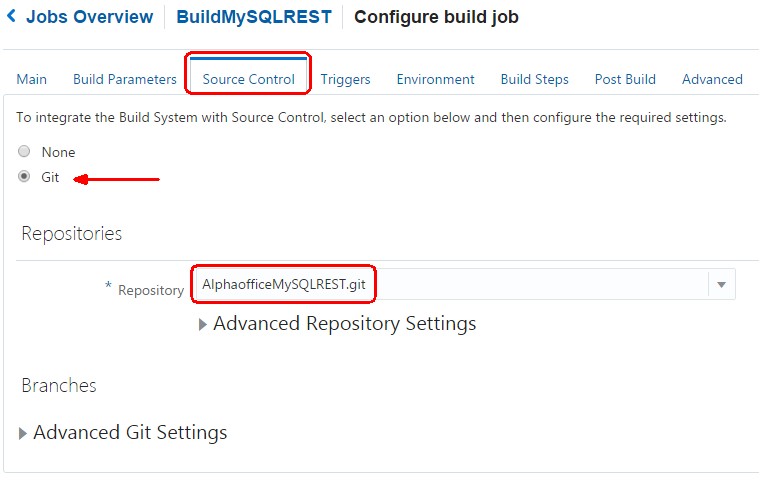 Jobs Overview BuildMySQLREST Configure build job
Main Build Parameters Source Control Triggers Environment Build Steps Post Build Advanced
To integrate the Build System with Source Control, select an option below and then configure the required settings.
None
Git
Repositories
* Repository AlphaofficeMySQLREST.git
Advanced Repository Settings
Branches
Advanced Git Settings